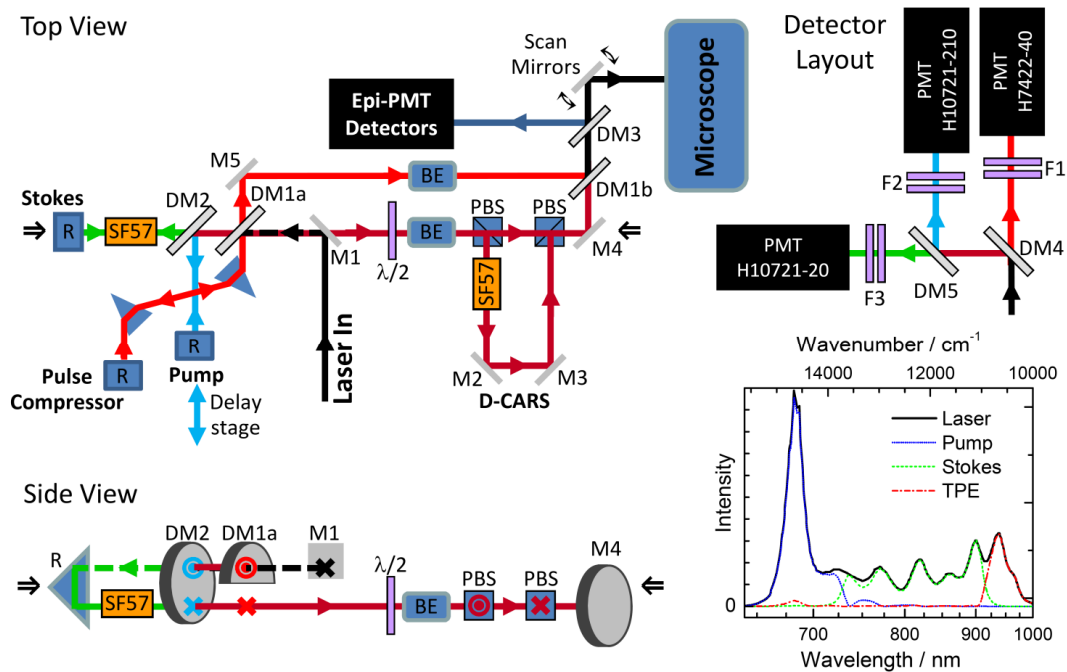 Top View
Scan
Mirrors
Epi-PMT
Detectors
DM3
Microscope
M5
DM1a
BE
DM1b
Stokes
DM2
R
SF57
M1
λ/2
BE
PBS
PBS
M4
SF57
R
R
Pulse
Compressor
Pump
Delay
stage
Laser In
M2
M3
D-CARS
Detector
Layout
PMT
H10721-210
PMT
H7422-40
F1
F2
PMT
H10721-20
F3
DM5
DM4
Side View
R
SF57
DM2
DM1a
M1
λ/2
BE
PBS
PBS
M4
Wavenumber / cm-1
14000
12000
10000
Laser
Pump
Stokes
TPE
Intensity
0
700
800
900
1000
Wavelength / nm